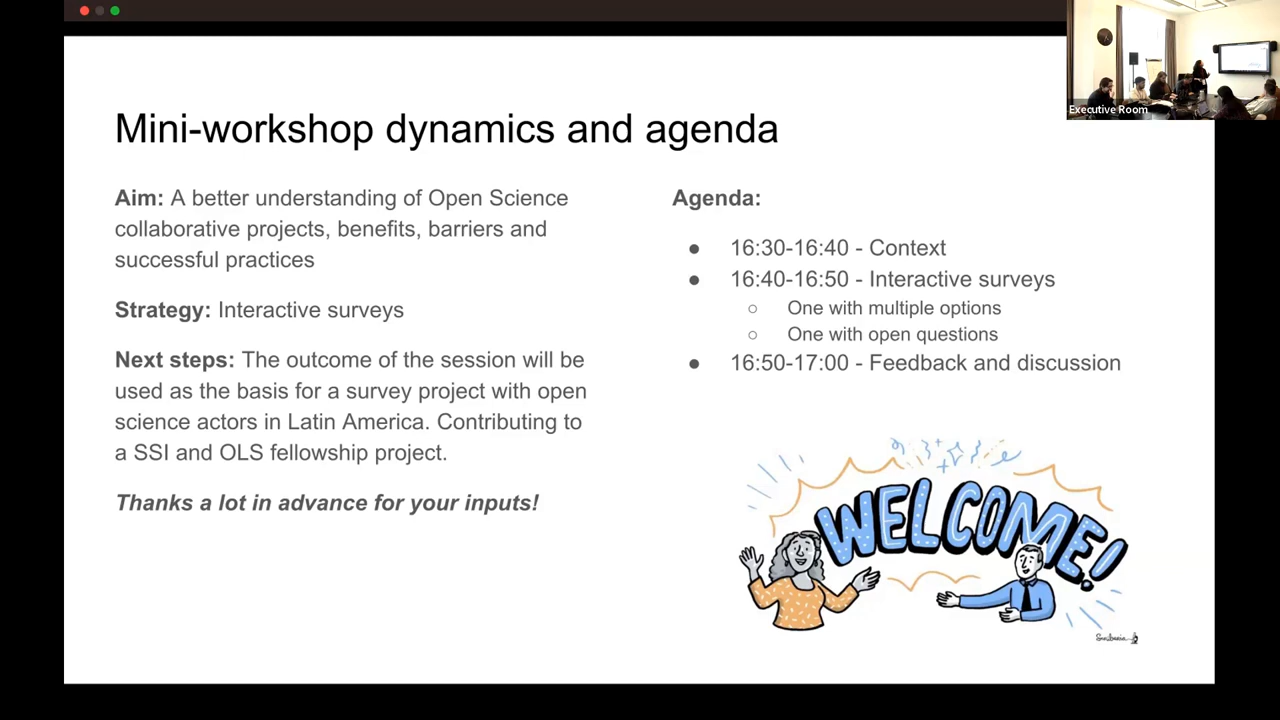 Executive Room
Mini-workshop dynamics and agenda
Aim: A better understanding of Open Science
collaborative projects, benefits, barriers and
successful practices
Strategy: Interactive surveys
Next steps: The outcome of the session will be
used as the basis for a survey project with open
science actors in Latin America. Contributing to
a SSI and OLS fellowship project.
Thanks a lot in advance for your inputs!
Agenda:
● 16:30-16:40 - Context
● 16:40-16:50 - Interactive surveys
○ One with multiple options
○ One with open questions
● 16:50-17:00 - Feedback and discussion
WELCOME!